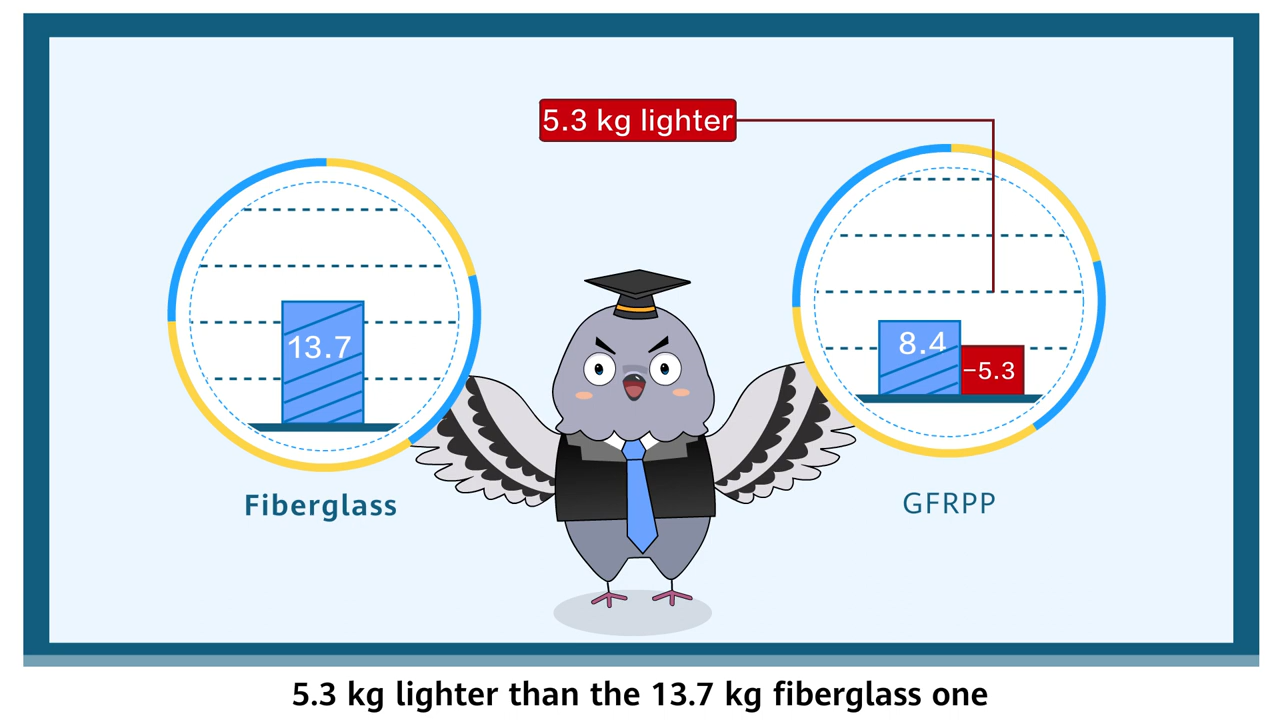 5.3 kg lighter
13.7
8.4
−5.3
Fiberglass
GFRPP
5.3 kg lighter than the 13.7 kg fiberglass one